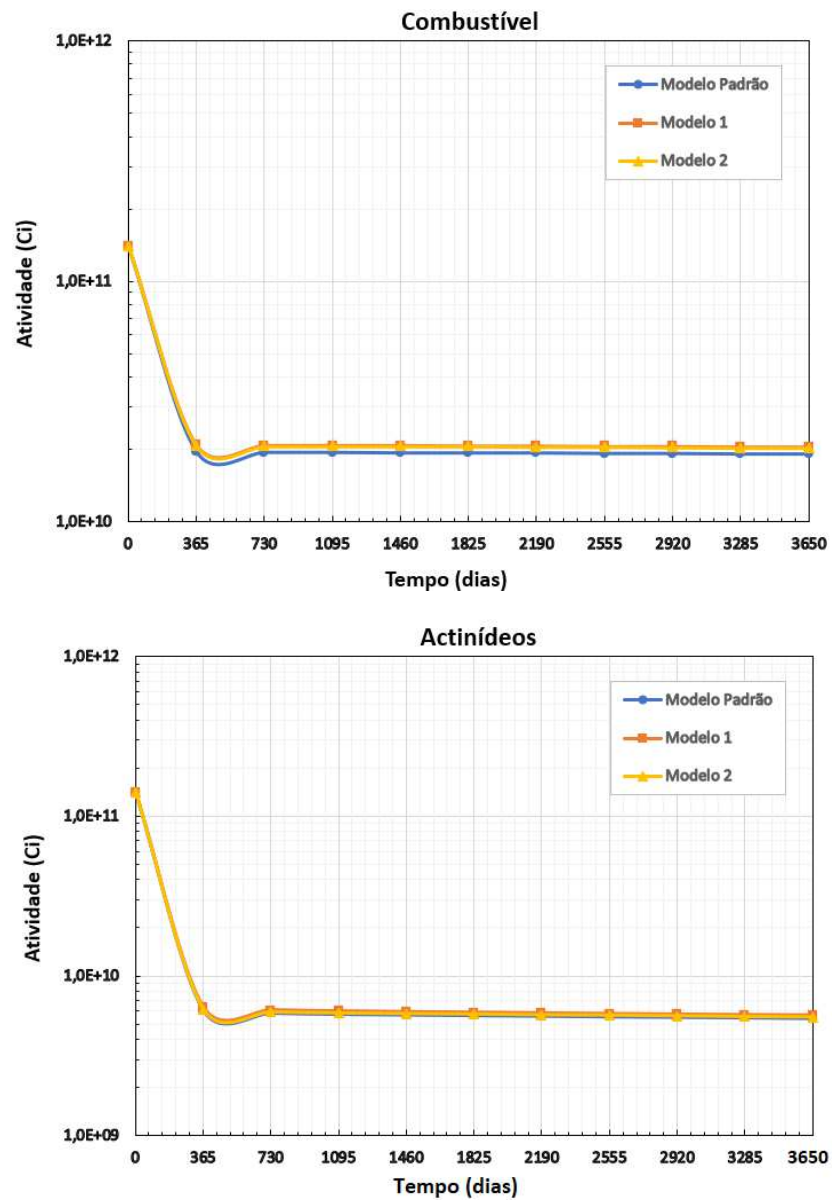 Combustível
1,0E+12
Modelo Padrão
Modelo 1
Modelo 2
Atividade (Ci)
1,0E+11
1,0E+10
0 365 730 1095 1460 1825 2190 2555 2920 3285 3650
Tempo (dias)
Actinídeos
1,0E+12
Modelo Padrão
Modelo 1
Modelo 2
1,0E+11
Atividade (Ci)
1,0E+10
1,0E+09
0 365 730 1095 1460 1825 2190 2555 2920 3285 3650
Tempo (dias)